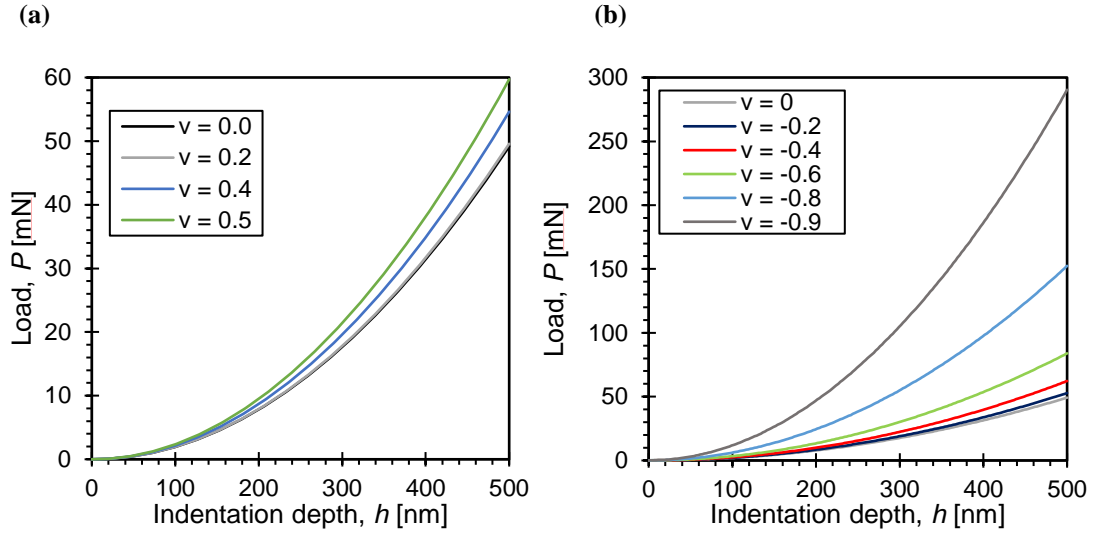 (a)
60
50
40
30
20
10
0
Load, P [mN]
v = 0.0
v = 0.2
v = 0.4
v = 0.5
0 100 200 300 400 500
Indentation depth, h [nm]
(b)
300
250
200
150
100
50
0
Load, P [mN]
v = 0
v = -0.2
v = -0.4
v = -0.6
v = -0.8
v = -0.9
0 100 200 300 400 500
Indentation depth, h [nm]